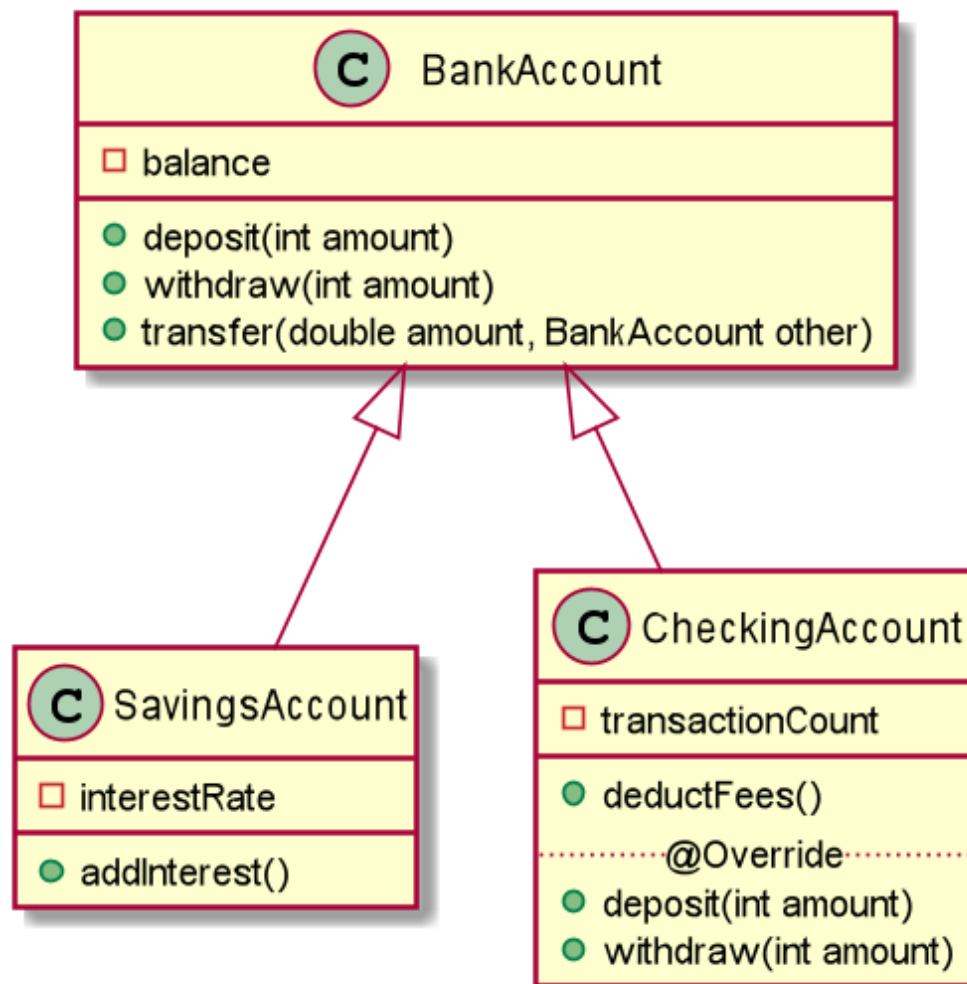 C BankAccount
balance
deposit(int amount)
withdraw(int amount)
transfer(double amount, BankAccount other)
C SavingsAccount
interestRate
addInterest()
C CheckingAccount
transactionCount
deductFees()
@Override
deposit(int amount)
withdraw(int amount)